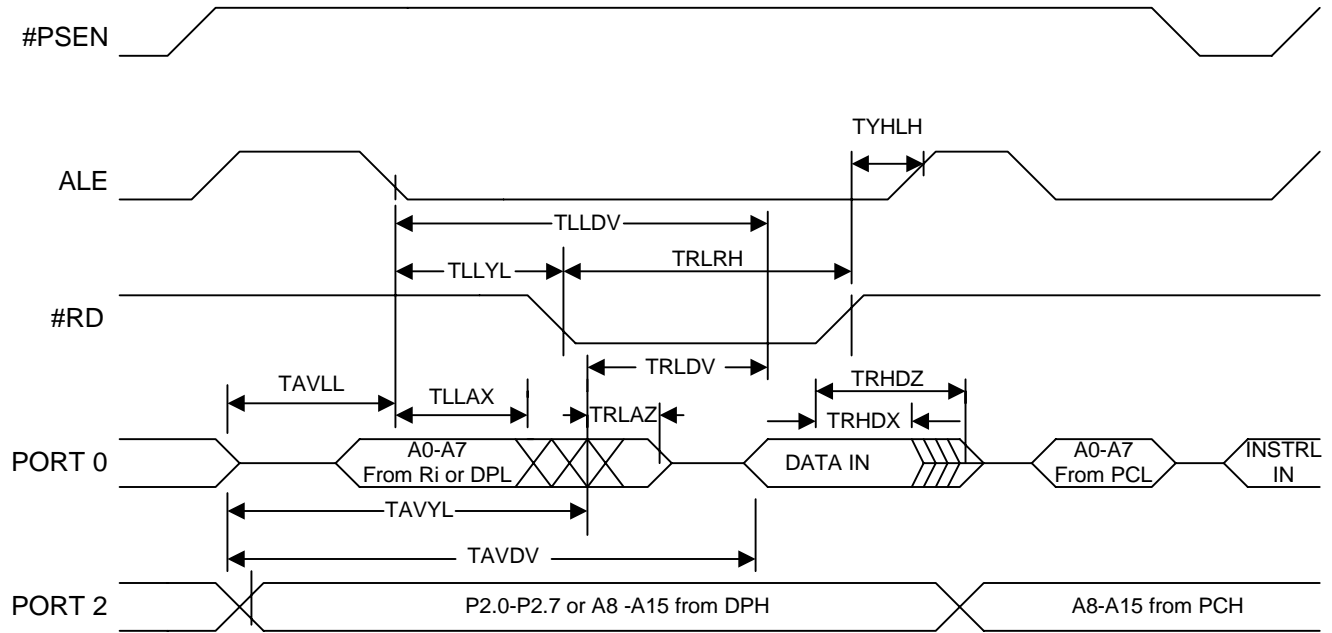 #PSEN
TYHLH
ALE
TLLDV
TLLYL
TRLRH
#RD
TRLDV
TAVLL
TLLAX
TRHDZ
TRLAZ
TRHDX
PORT 0
A0-A7
From Ri or DPL
DATA IN
A0-A7
From PCL
INSTRL
IN
TAVYL
TAVDV
PORT 2
P2.0-P2.7 or A8 -A15 from DPH
A8-A15 from PCH